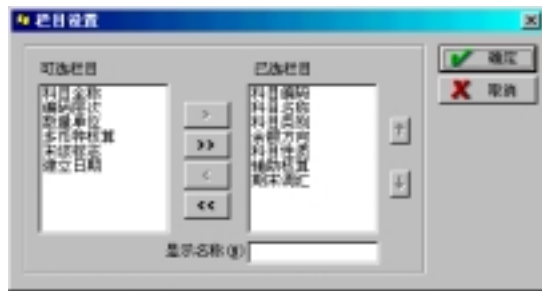 栏目设置
可选栏目
已选栏目
科目全称
编码层次
数量单位
多币种核算
末级标志
建立日期
>
>>
<
<<
科目编码
科目名称
科目类别
余额方向
科目性质
辅助核算
期末调汇
↑
↓
确定
取消
显示名称(N)